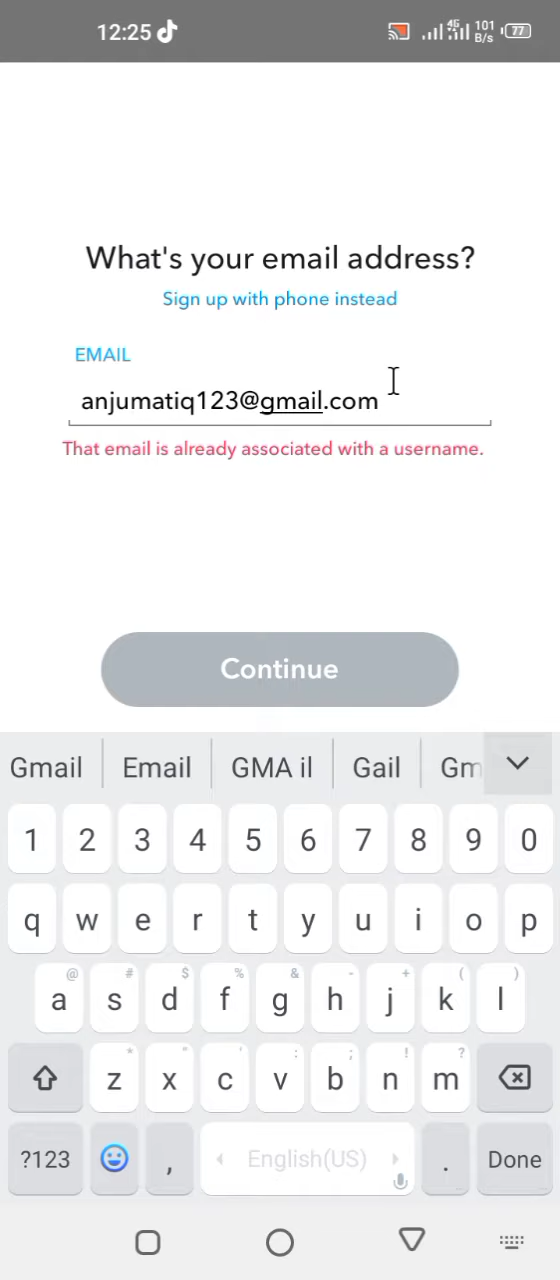 12:25 4G 101 B/s 77
What's your email address?
Sign up with phone instead
EMAIL
anjumatiq123@gmail.com
That email is already associated with a username.
Continue
Gmail Email GMA il Gail Gm
1 2 3 4 5 6 7 8 9 0
q w e r t y u i o p
@ # $ % & - + ( )
a s d f g h j k l
* " ' : ; ! ?
z x c v b n m
?123 , English(US) . Done